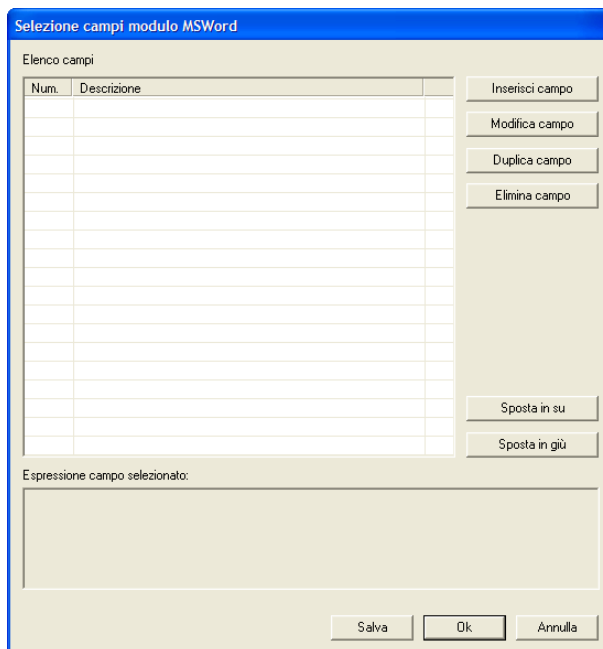 Selezione campi modulo MSWord
Elenco campi
Num. Descrizione
Inserisci campo
Modifica campo
Duplica campo
Elimina campo
Sposta in su
Sposta in giù
Espressione campo selezionato:
Salva Ok Annulla